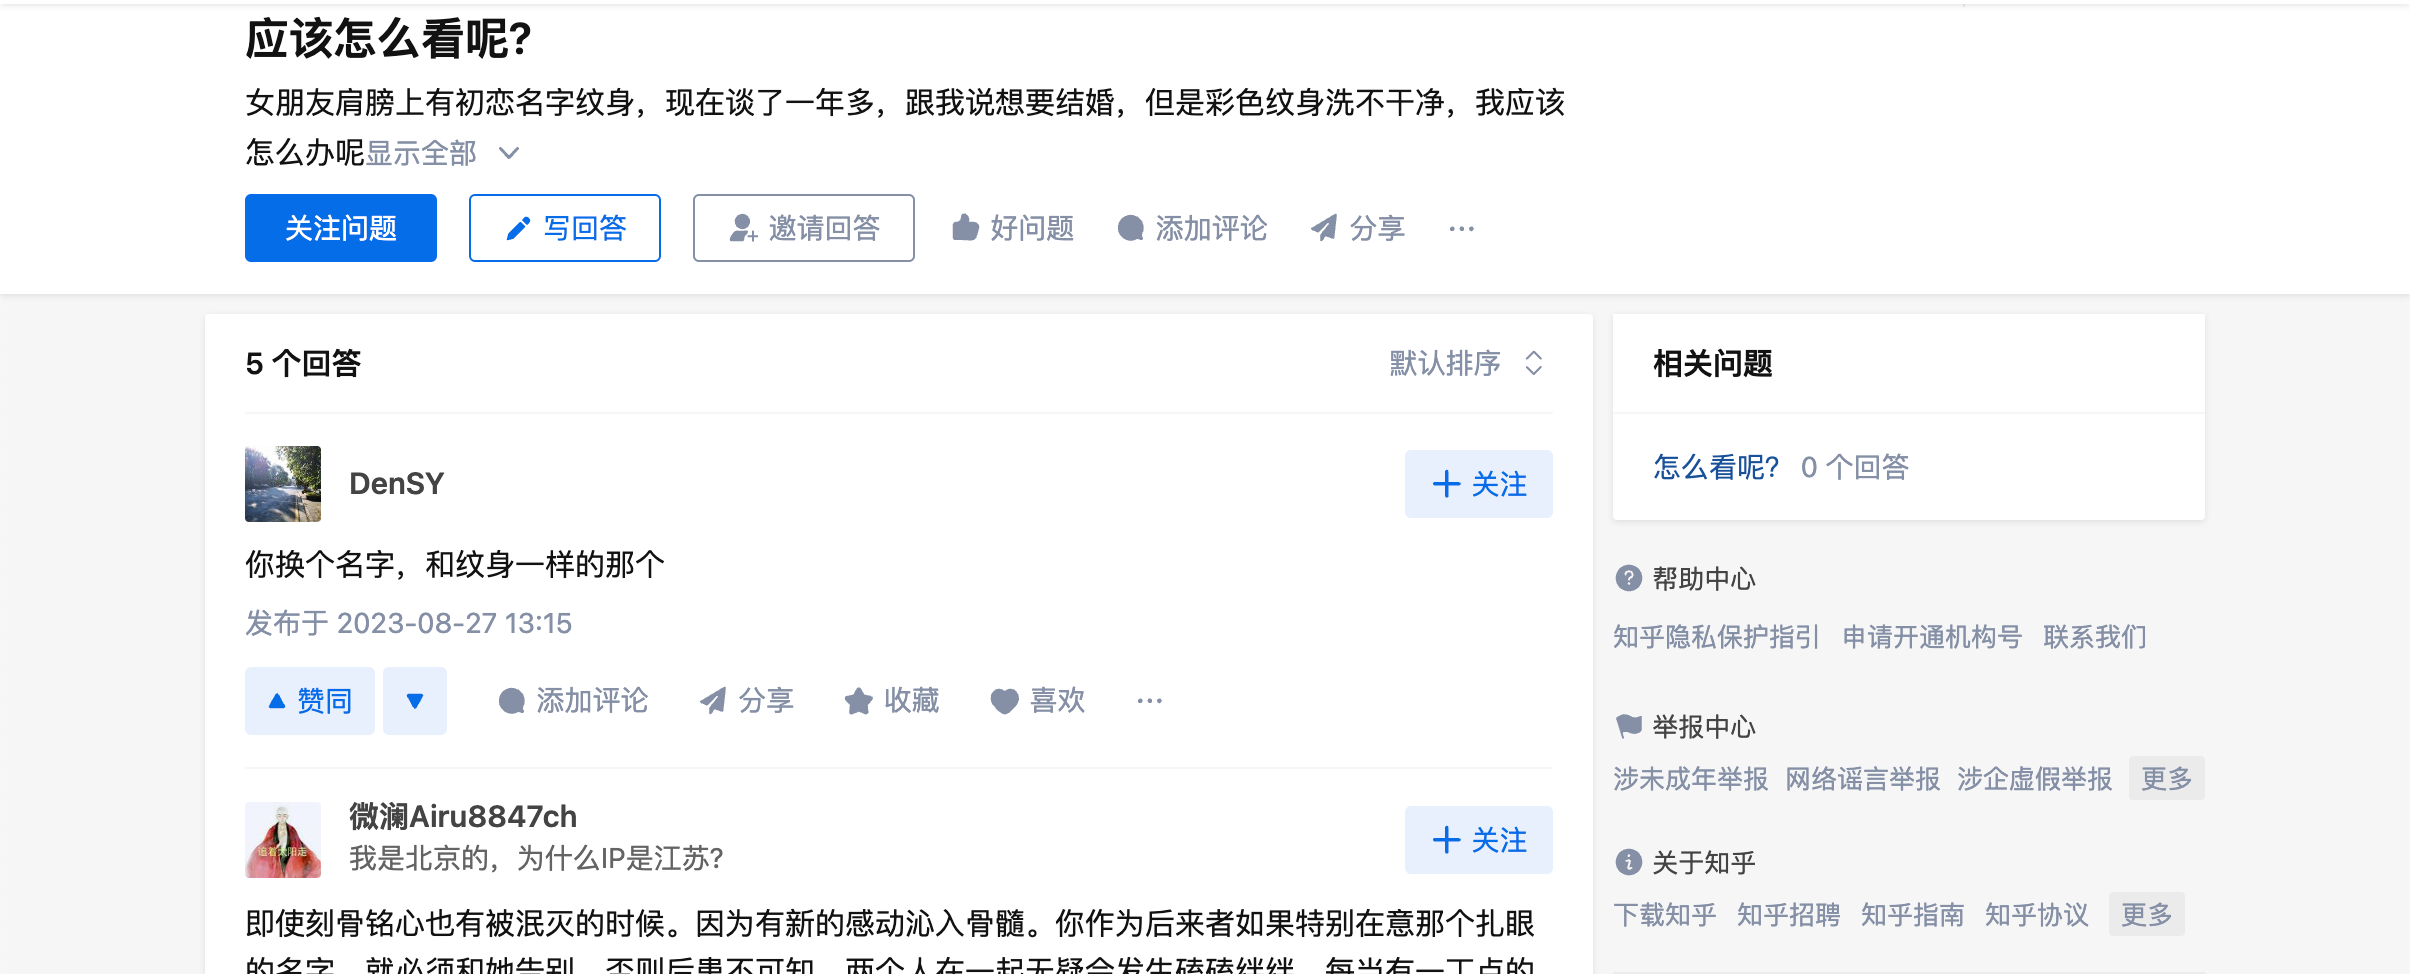 应该怎么看呢?
女朋友肩膀上有初恋名字纹身，现在谈了一年多，跟我说想要结婚，但是彩色纹身洗不干净，我应该
怎么办呢显示全部
关注问题 写回答 邀请回答 好问题 添加评论 分享 ···
5 个回答 默认排序
DenSY
+ 关注
你换个名字，和纹身一样的那个
发布于 2023-08-27 13:15
赞同 添加评论 分享 收藏 喜欢 ···
微澜Airu8847ch
我是北京的，为什么IP是江苏?
+ 关注
追着太阳走
即使刻骨铭心也有被泯灭的时候。因为有新的感动沁入骨髓。你作为后来者如果特别在意那个扎眼
的名字，就必须和她告别，否则后患不可知，两个人在一起无疑会发生磕磕绊绊，每当有一丁点的
相关问题
怎么看呢? 0 个回答
帮助中心
知乎隐私保护指引 申请开通机构号 联系我们
举报中心
涉未成年举报 网络谣言举报 涉企虚假举报 更多
关于知乎
下载知乎 知乎招聘 知乎指南 知乎协议 更多